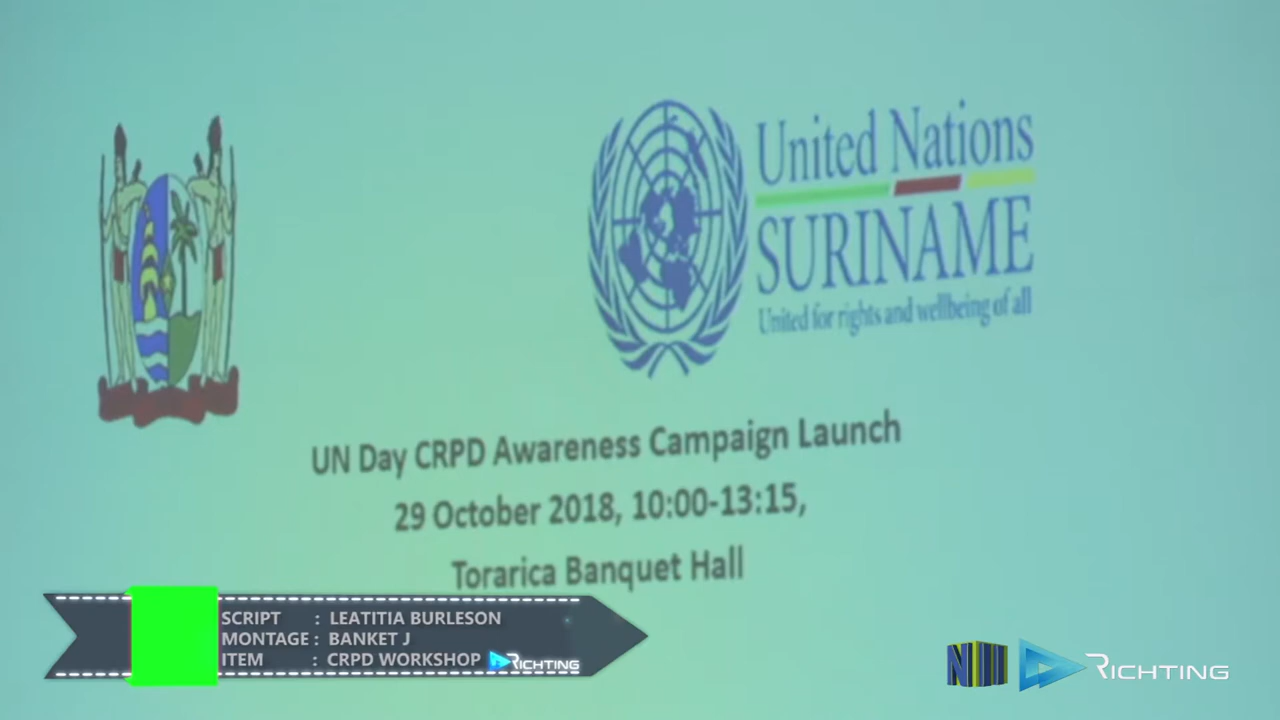 United Nations
SURINAME
United for rights and wellbeing of all
UN Day CRPD Awareness Campaign Launch
29 October 2018, 10:00-13:15,
Torarica Banquet Hall
SCRIPT : LEATITIA BURLESON
MONTAGE : BANKET J
ITEM : CRPD WORKSHOP
RICHTING
RICHTING